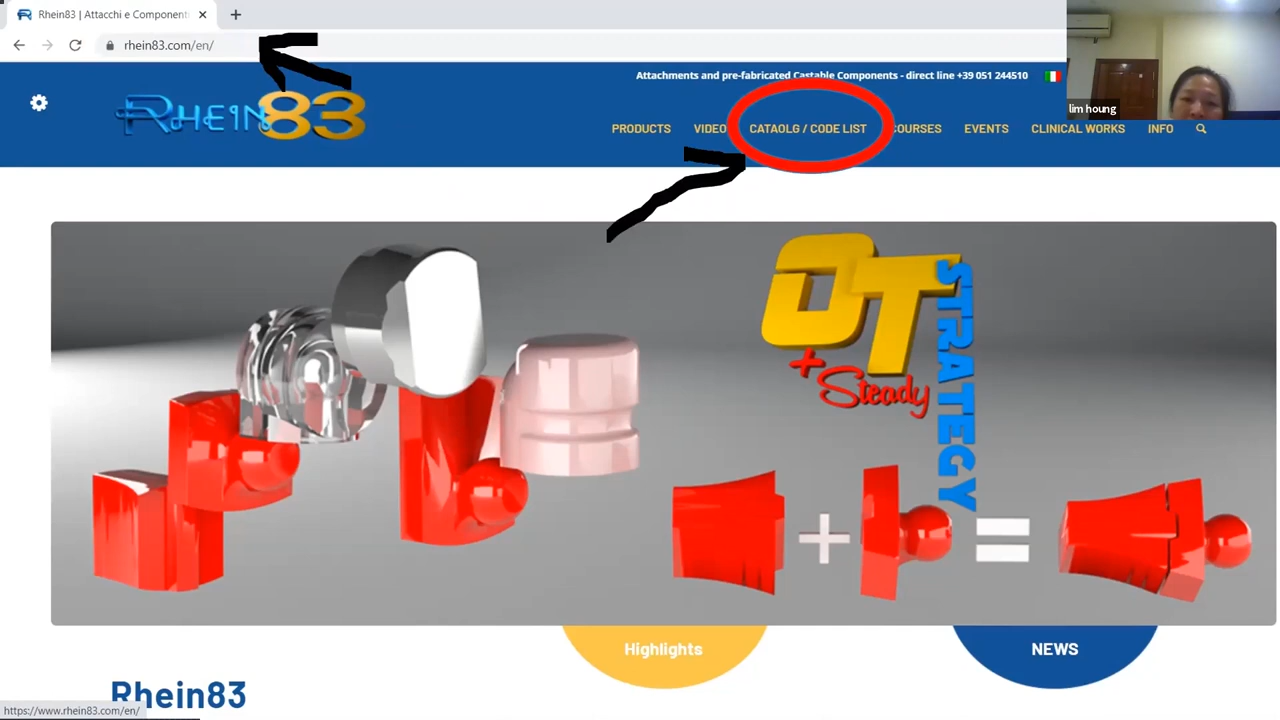 Rhein83 | Attacchi e Component
rhein83.com/en/
lim houng
Attachments and pre-fabricated Castable Components - direct line +39 051 244510
RHEIN83
PRODUCTS VIDEO CATAOLG / CODE LIST COURSES EVENTS CLINICAL WORKS INFO
OT
STRATEGY
+ Steady
+ =
Highlights
NEWS
Rhein83
https://www.rhein83.com/en/